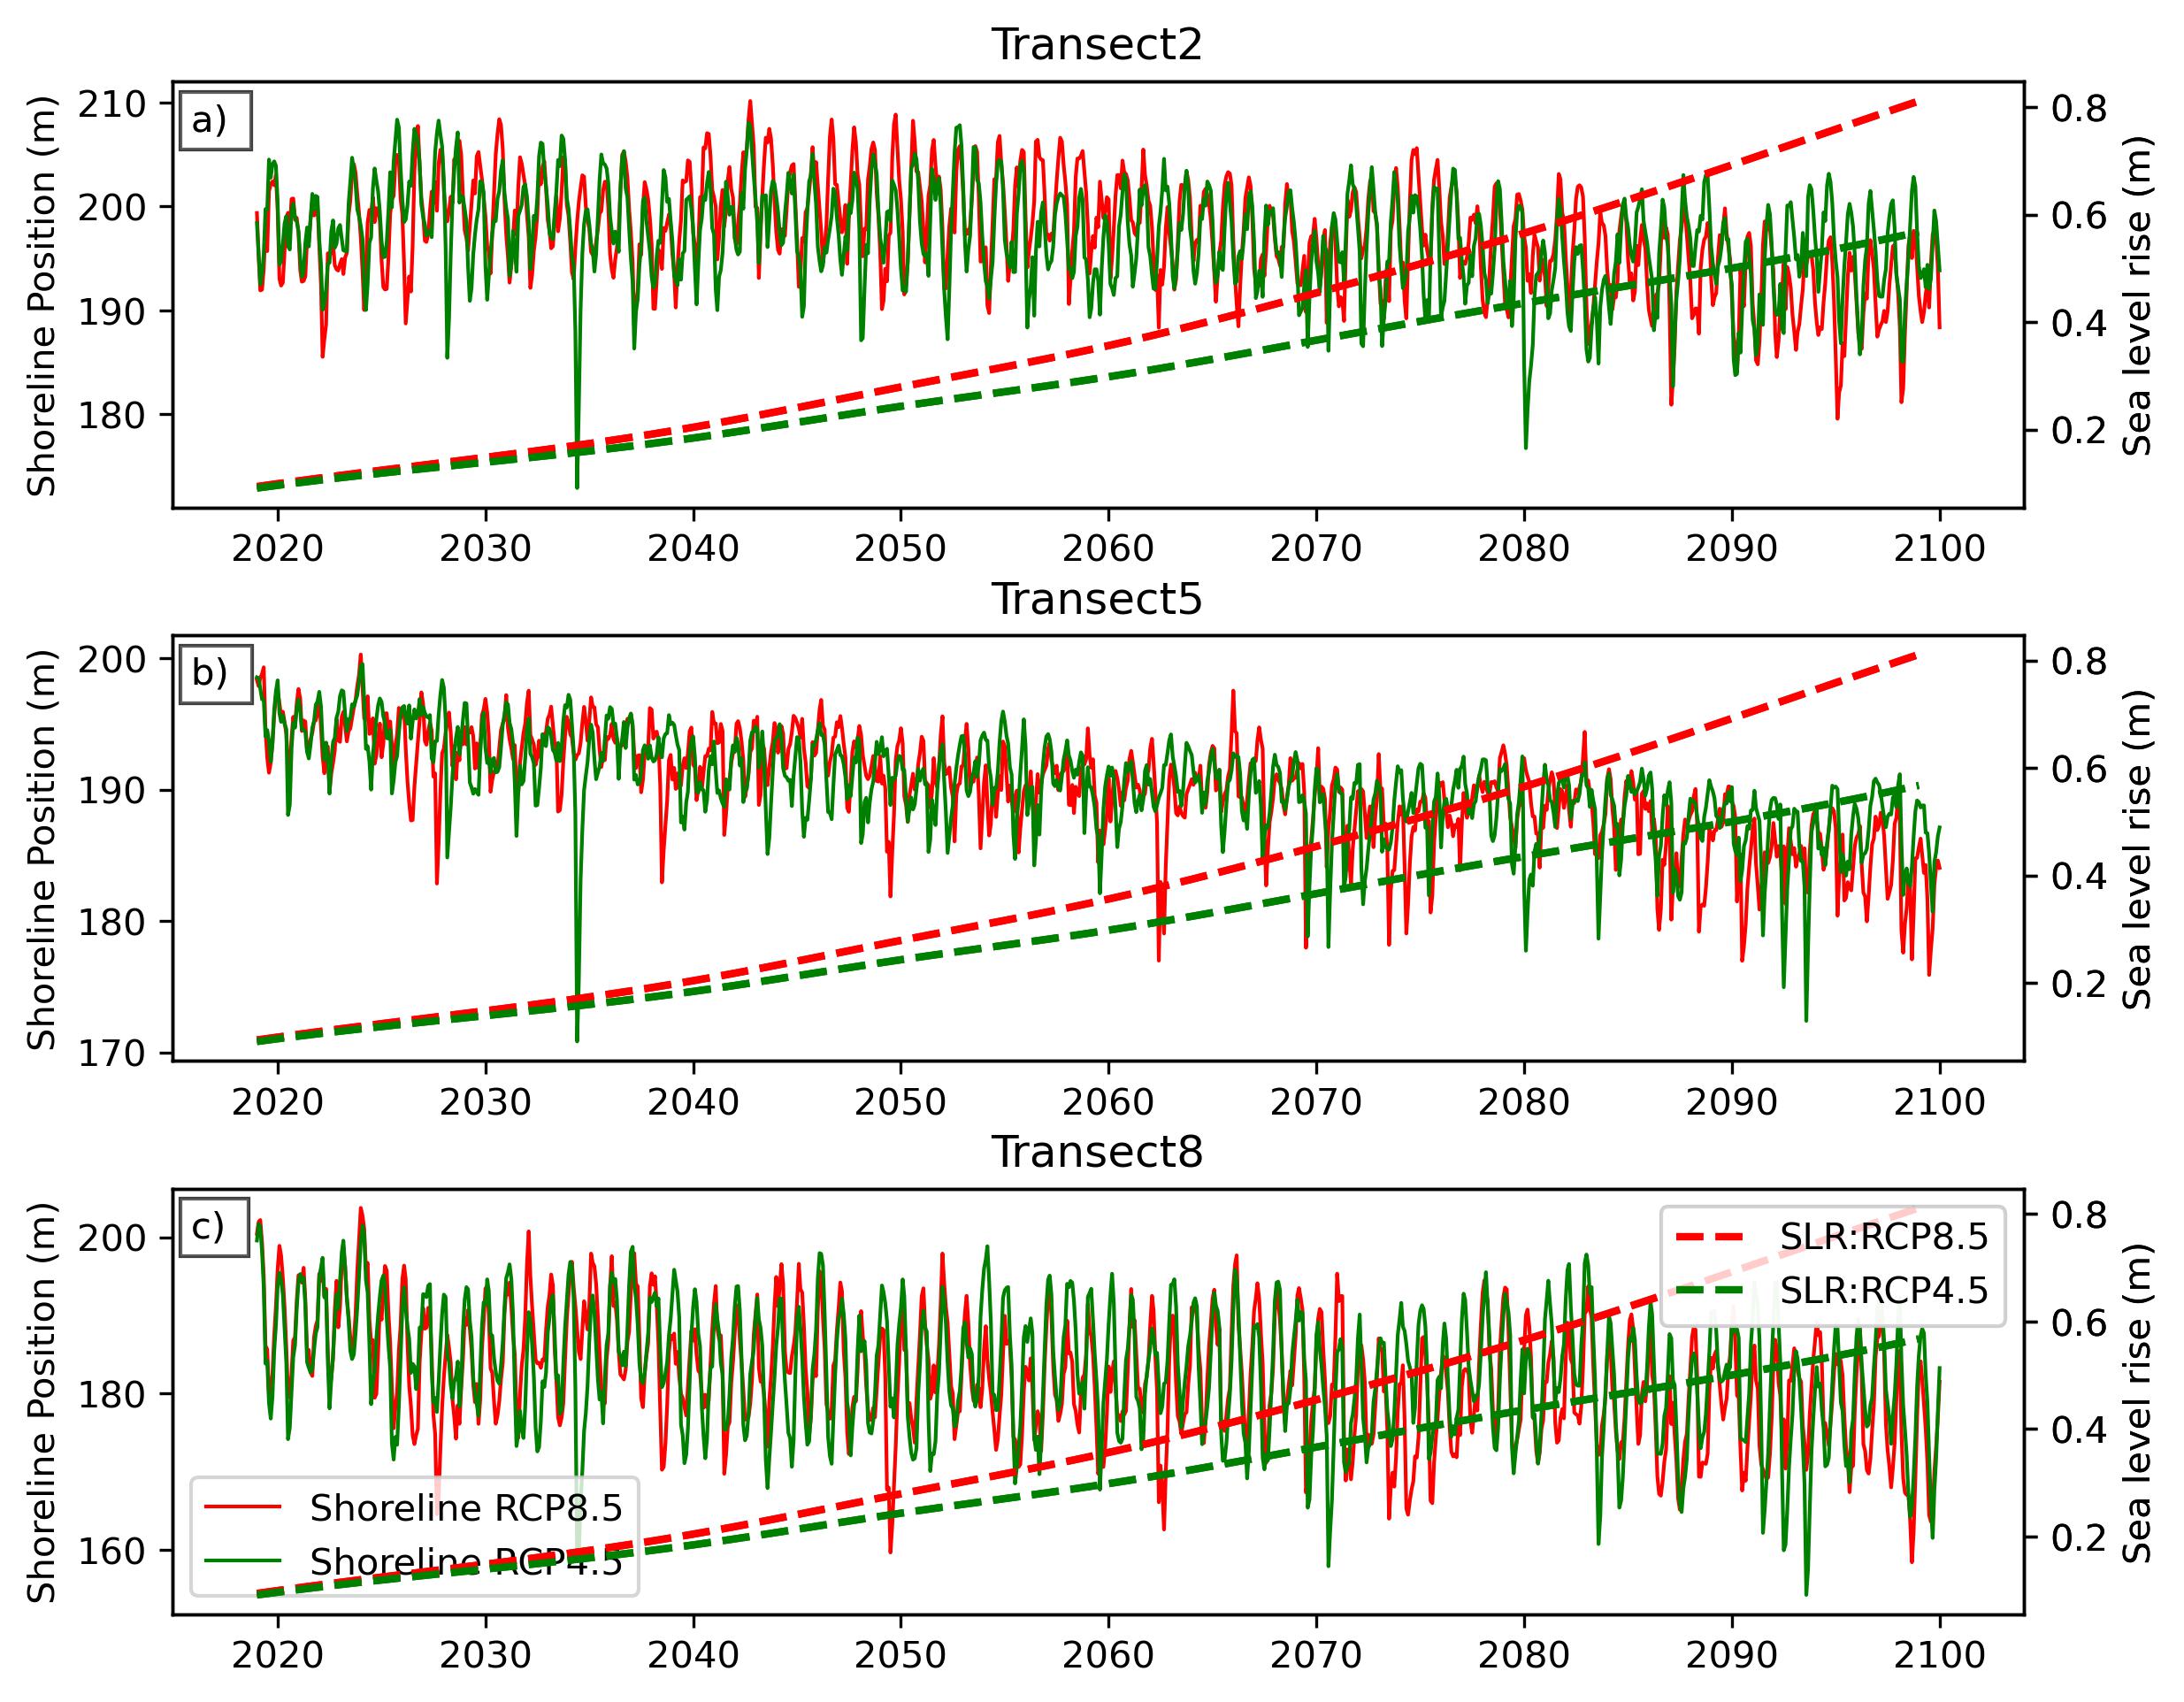 Transect2
a)
Shoreline Position (m)
210
200
190
180
0.8
0.6
0.4
0.2
Sea level rise (m)
2020 2030 2040 2050 2060 2070 2080 2090 2100
Transect5
b)
Shoreline Position (m)
200
190
180
170
0.8
0.6
0.4
0.2
Sea level rise (m)
2020 2030 2040 2050 2060 2070 2080 2090 2100
Transect8
c)
Shoreline Position (m)
200
180
160
SLR:RCP8.5
SLR:RCP4.5
Shoreline RCP8.5
Shoreline RCP4.5
0.8
0.6
0.4
0.2
Sea level rise (m)
2020 2030 2040 2050 2060 2070 2080 2090 2100